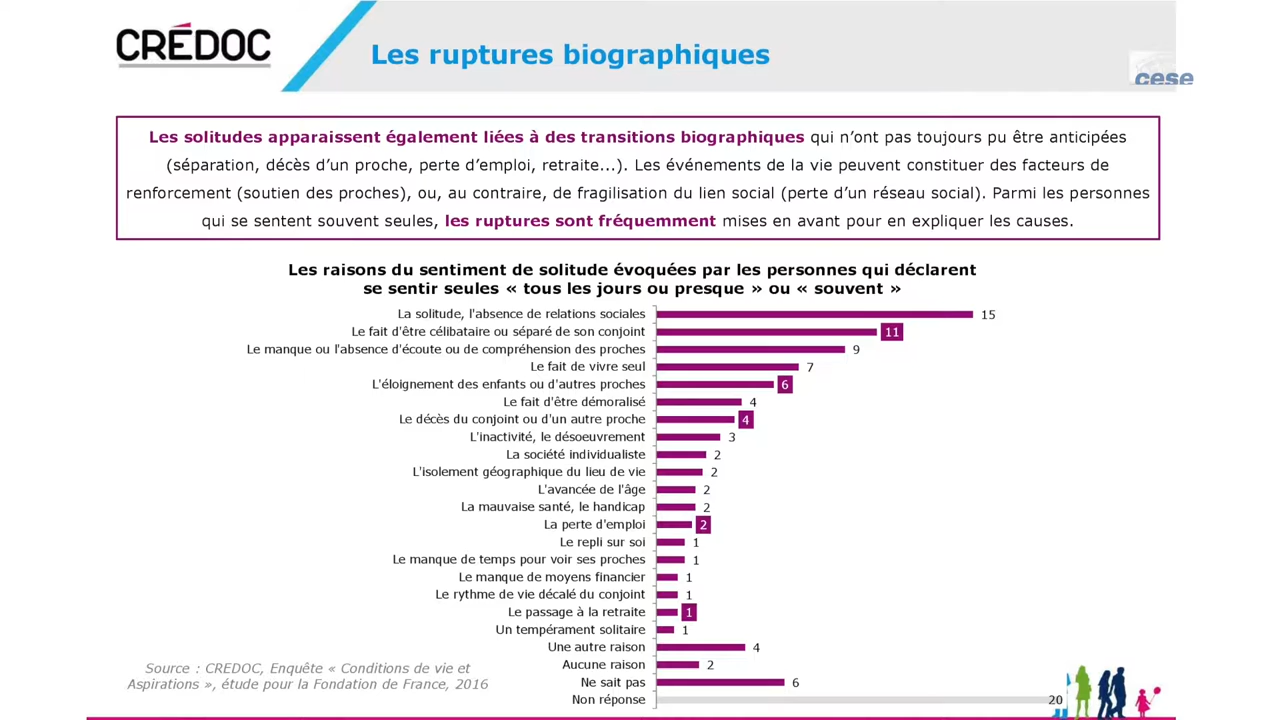 CRÉDOC
Les ruptures biographiques
cese
Les solitudes apparaissent également liées à des transitions biographiques qui n’ont pas toujours pu être anticipées
(séparation, décès d’un proche, perte d’emploi, retraite...). Les événements de la vie peuvent constituer des facteurs de
renforcement (soutien des proches), ou, au contraire, de fragilisation du lien social (perte d’un réseau social). Parmi les personnes
qui se sentent souvent seules, les ruptures sont fréquemment mises en avant pour en expliquer les causes.
Les raisons du sentiment de solitude évoquées par les personnes qui déclarent
se sentir seules « tous les jours ou presque » ou « souvent »
La solitude, l'absence de relations sociales 15
Le fait d'être célibataire ou séparé de son conjoint 11
Le manque ou l'absence d'écoute ou de compréhension des proches 9
Le fait de vivre seul 7
L'éloignement des enfants ou d'autres proches 6
Le fait d'être démoralisé 4
Le décès du conjoint ou d'un autre proche 4
L'inactivité, le désoeuvrement 3
La société individualiste 2
L'isolement géographique du lieu de vie 2
L'avancée de l'âge 2
La mauvaise santé, le handicap 2
La perte d'emploi 2
Le repli sur soi 1
Le manque de temps pour voir ses proches 1
Le manque de moyens financier 1
Le rythme de vie décalé du conjoint 1
Le passage à la retraite 1
Un tempérament solitaire 1
Une autre raison 4
Aucune raison 2
Ne sait pas 6
Non réponse 20
Source : CREDOC, Enquête « Conditions de vie et
Aspirations », étude pour la Fondation de France, 2016